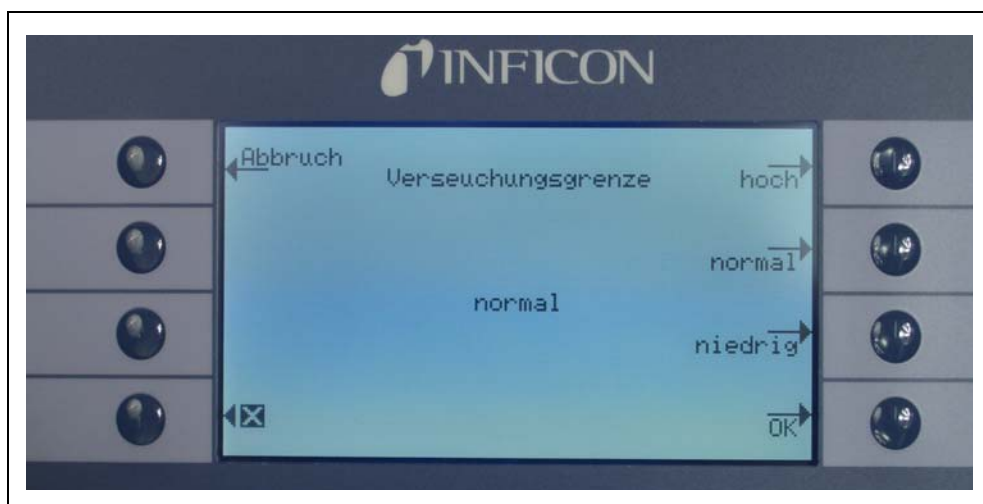 INFICON
Abbruch
Verseuchungsgrenze
hoch
normal
normal
niedrig
OK